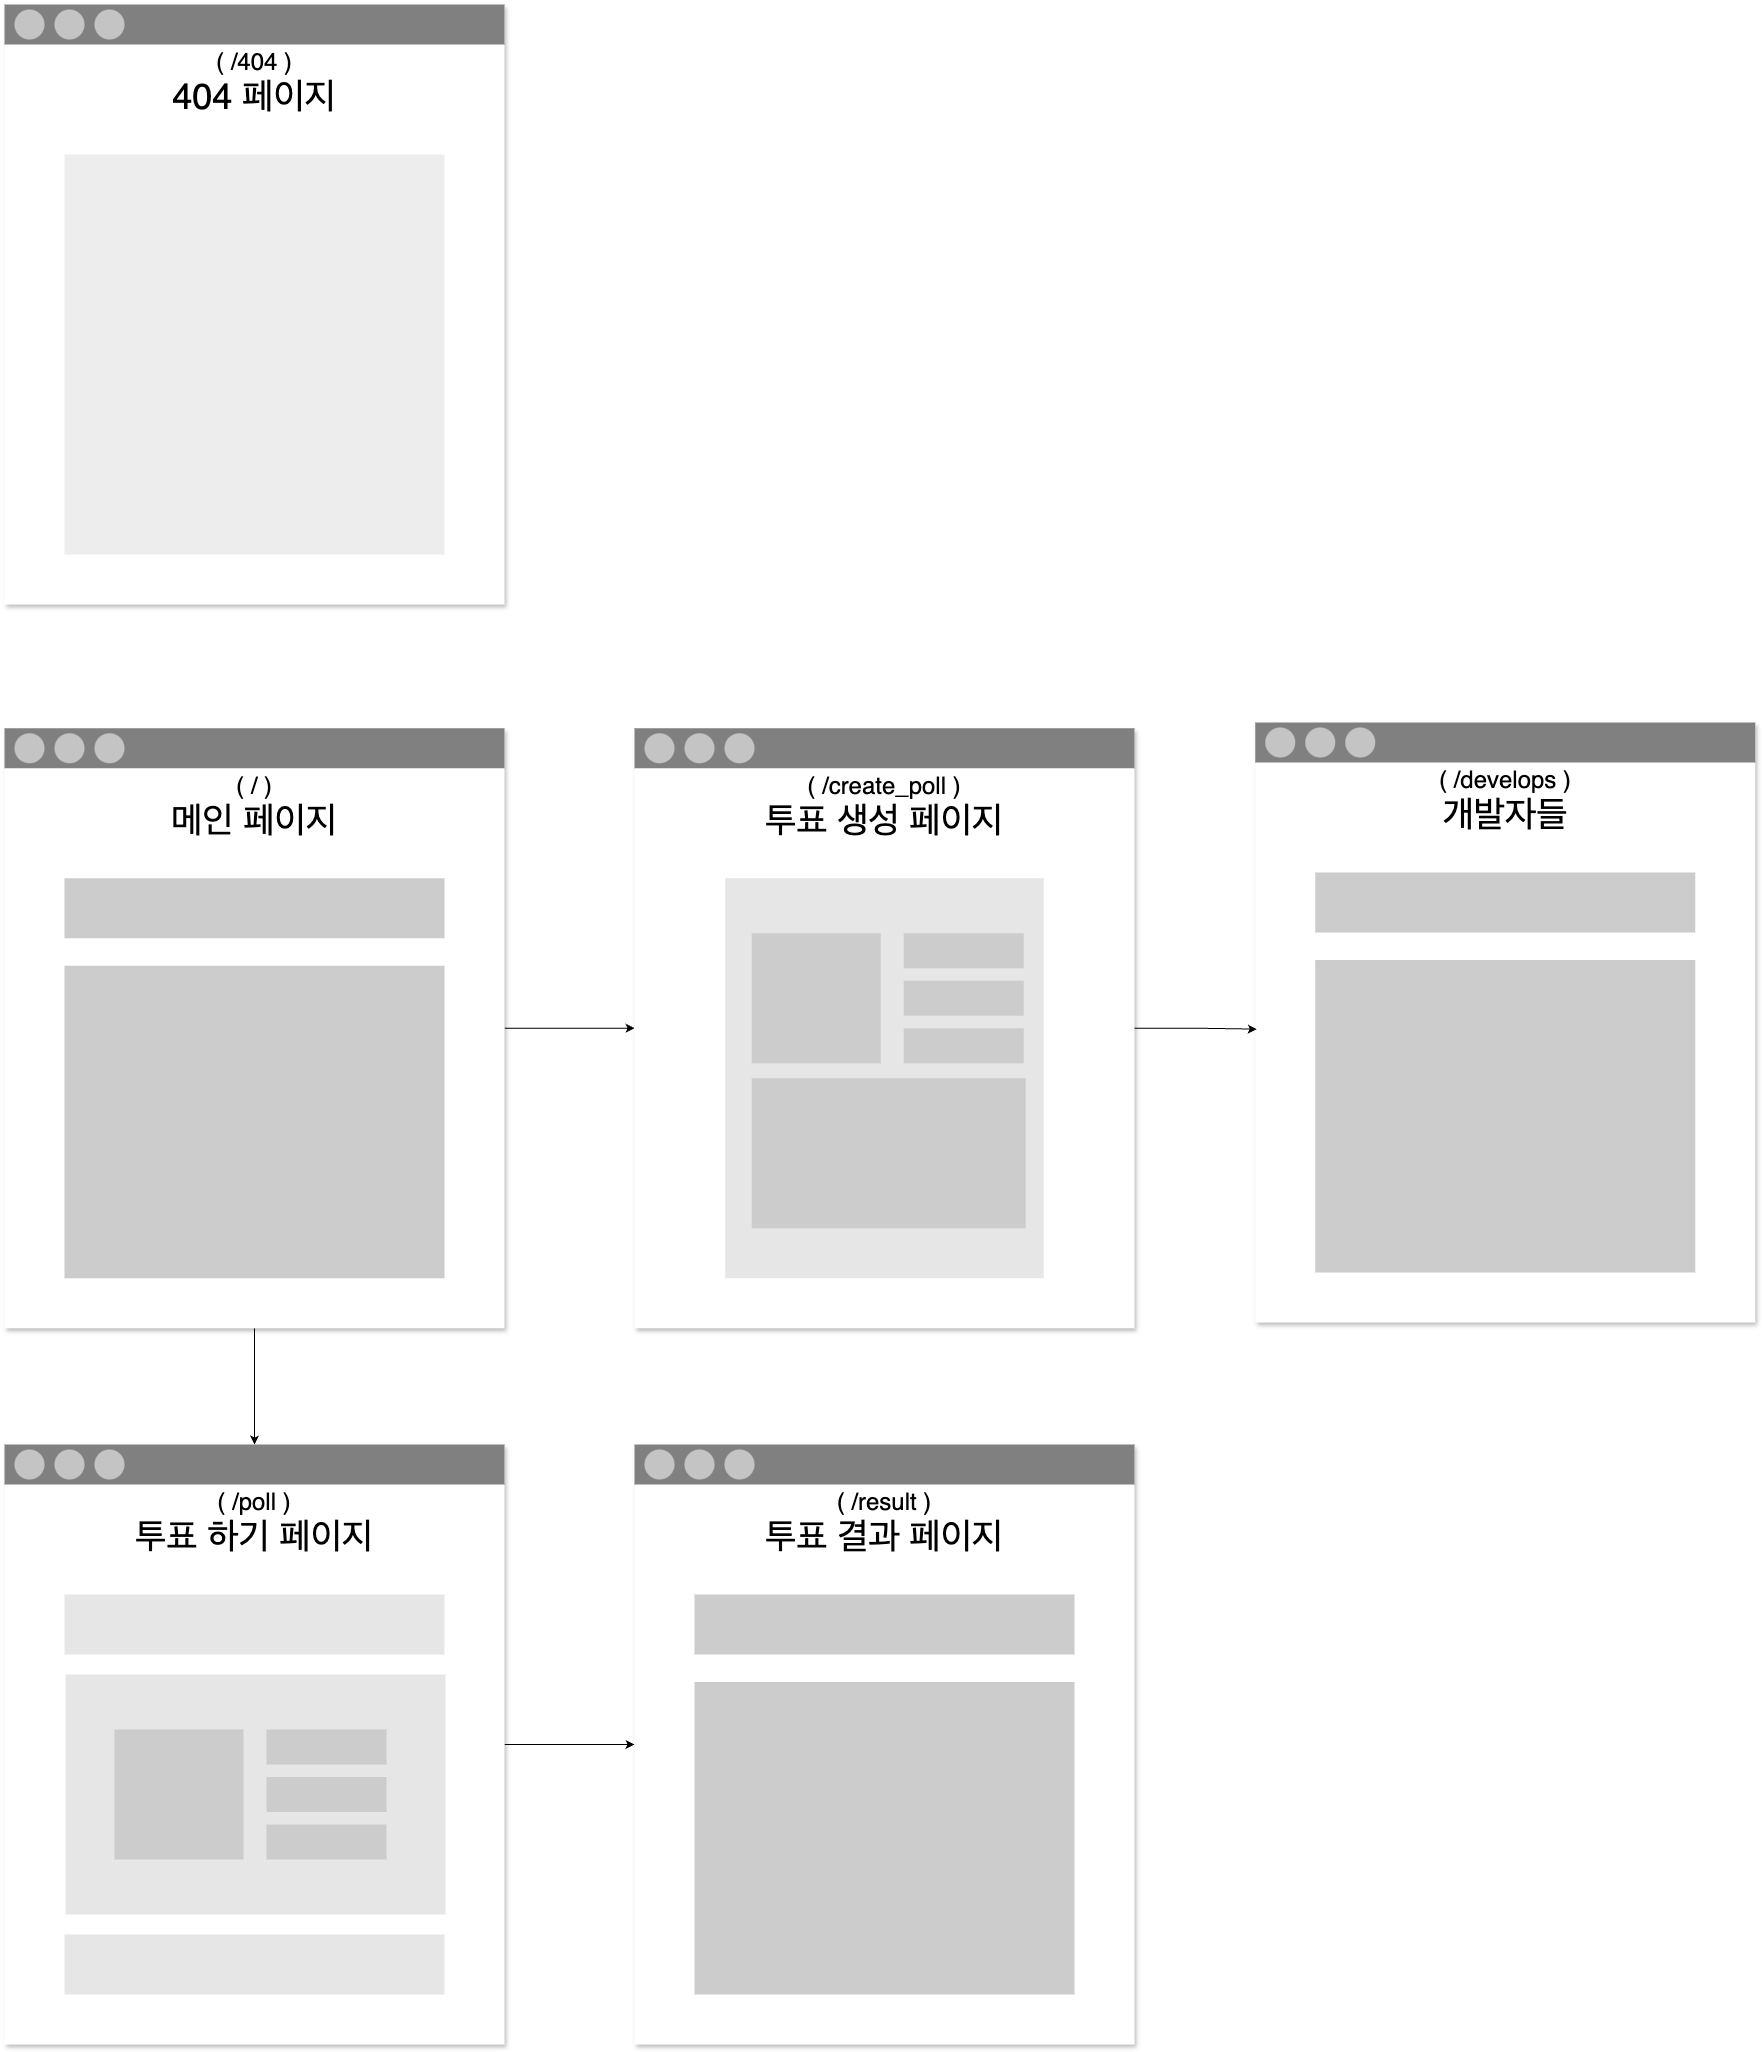 ( /404 )
404 페이지
( / )
메인 페이지
( /create_poll )
투표 생성 페이지
( /develops )
개발자들
( /poll )
투표 하기 페이지
( /result )
투표 결과 페이지